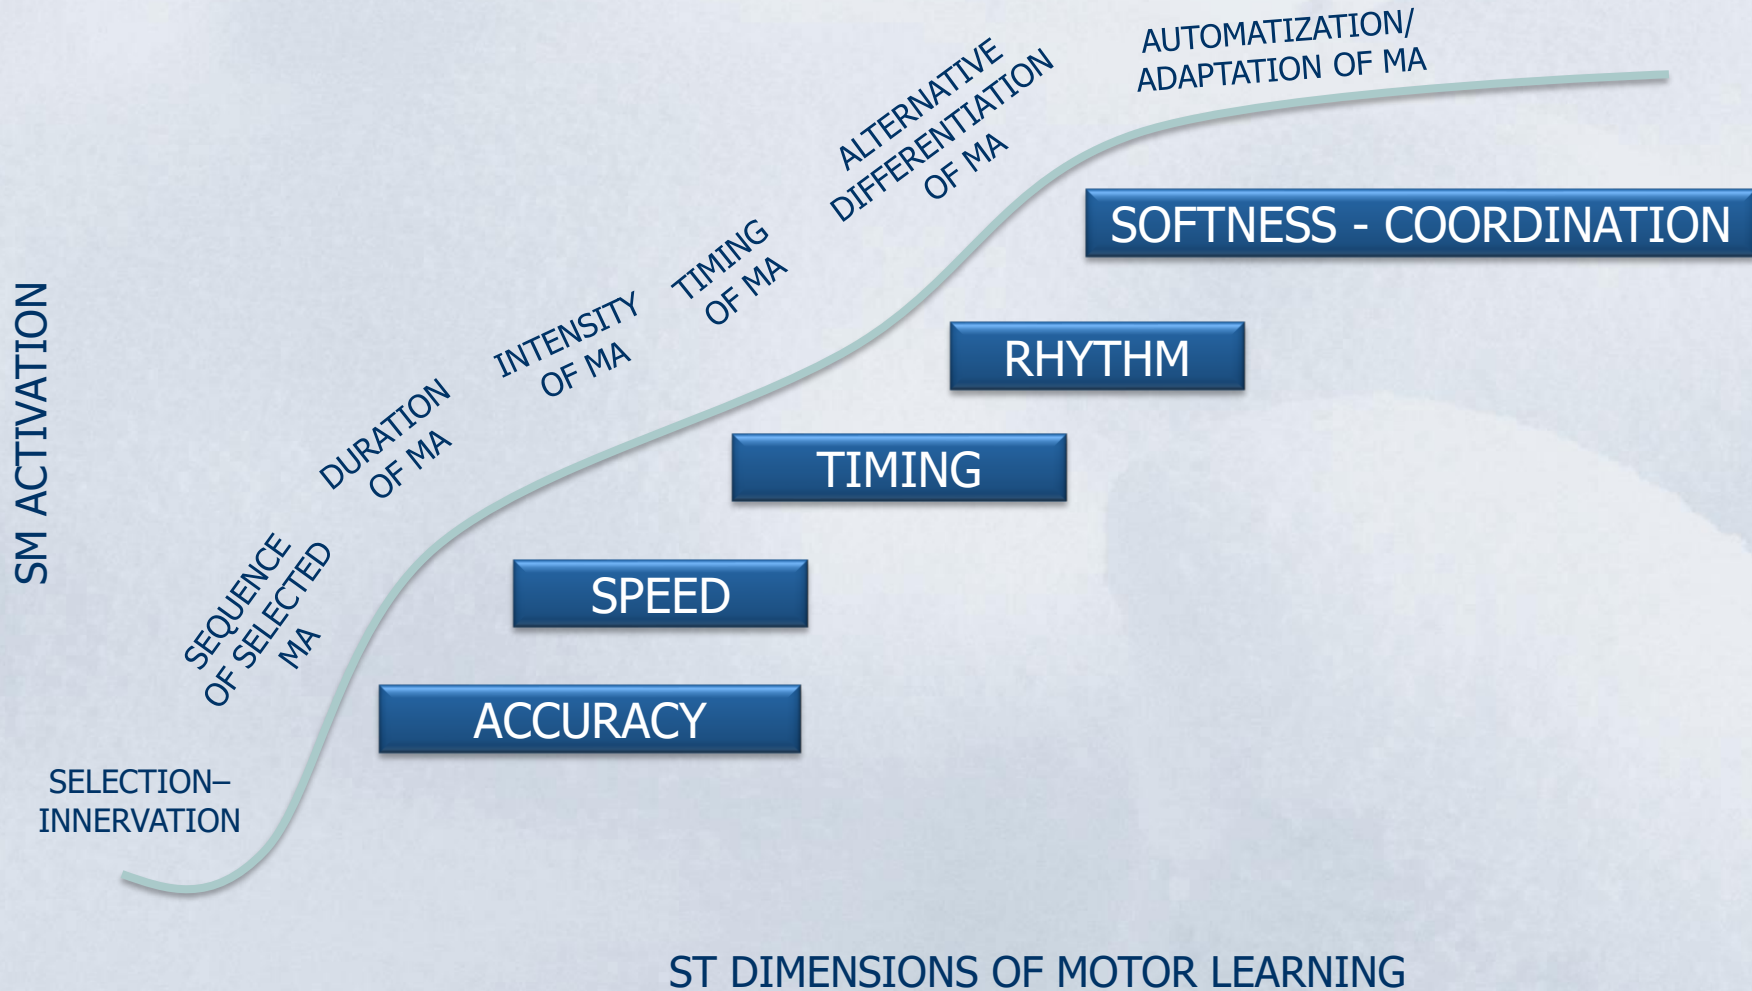 AUTOMATIZATION/
ADAPTATION OF MA
ALTERNATIVE
DIFFERENTIATION
OF MA
TIMING
OF MA
INTENSITY
OF MA
DURATION
OF MA
SEQUENCE
OF SELECTED
MA
SELECTION–
INNERVATION
SM ACTIVATION
SOFTNESS - COORDINATION
RHYTHM
TIMING
SPEED
ACCURACY
ST DIMENSIONS OF MOTOR LEARNING